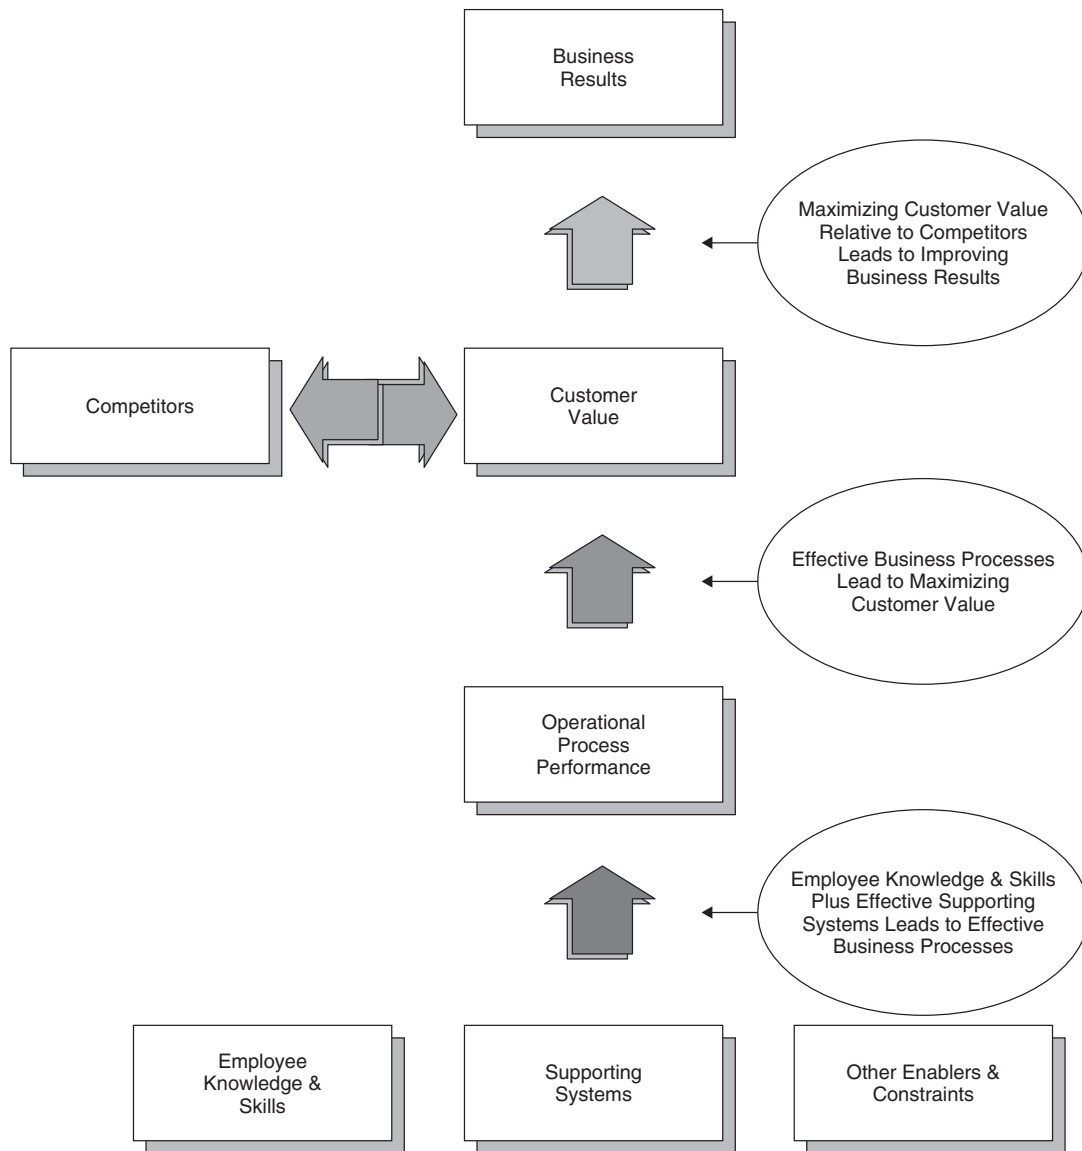 Business
Results
Maximizing Customer Value
Relative to Competitors
Leads to Improving
Business Results
Competitors
Customer
Value
Effective Business Processes
Lead to Maximizing
Customer Value
Operational
Process
Performance
Employee Knowledge & Skills
Plus Effective Supporting
Systems Leads to Effective
Business Processes
Employee
Knowledge &
Skills
Supporting
Systems
Other Enablers &
Constraints